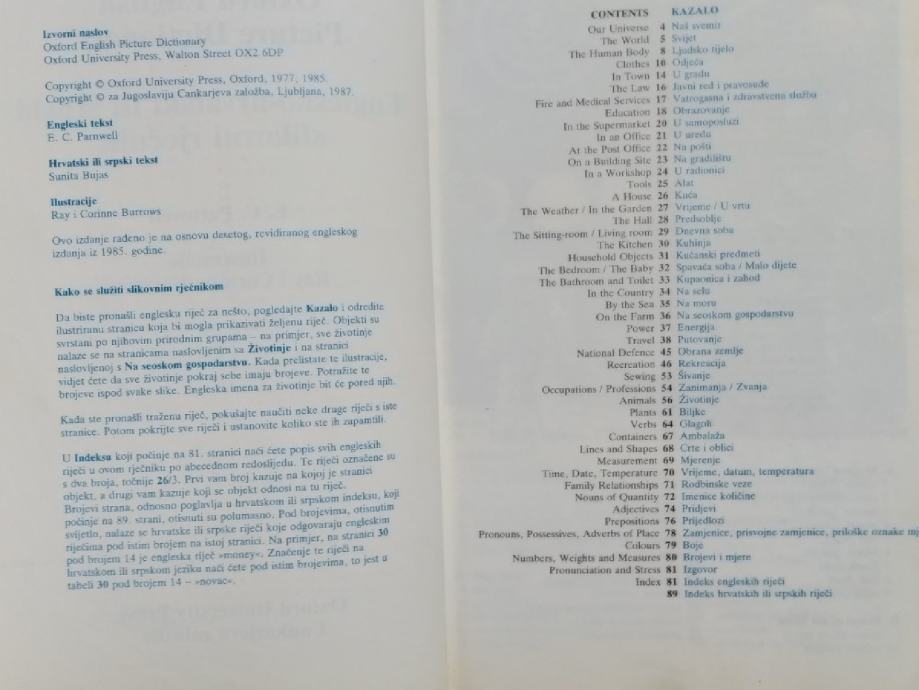 Izvorni naslov
Oxford English Picture Dictionary
Oxford University Press, Walton Street OX2 6DP
Copyright © Oxford University Press, Oxford, 1977, 1985.
Copyright © za Jugoslaviju Cankarjeva založba, Ljubljana, 1987.
Engleski tekst
E. C. Parnwell
Hrvatski ili srpski tekst
Sunita Bujas
Ilustracije
Ray i Corinne Burrows
Ovo izdanje rađeno je na osnovu desetog, revidiranog engleskog
izdanja iz 1985. godine.
Kako se služiti slikovnim rječnikom
Da biste pronašli englesku riječ za nešto, pogledajte Kazalo i odredite
ilustriranu stranicu koja bi mogla prikazivati željenu riječ. Objekti su
svrstani po njihovim prirodnim grupama – na primjer, sve životinje
nalaze se na stranicama naslovljenim sa Životinje i na stranici
naslovljenoj s Na seoskom gospodarstvu. Kada prelistate te ilustracije,
vidjet ćete da sve životinje pokraj sebe imaju brojeve. Potražite te
brojeve ispod svake slike. Engleska imena za životinje bit će pored njih.
Kada ste pronašli traženu riječ, pokušajte naučiti neke druge riječi s iste
stranice. Potom pokrijte sve riječi i ustanovite koliko ste ih zapamtili.
U Indeksu koji počinje na 81. stranici naći ćete popis svih engleskih
riječi u ovom rječniku po abecednom redoslijedu. Te riječi označene su
s dva broja, točnije 26/3. Prvi vam broj kazuje na kojoj je stranici
objekt, a drugi vam kazuje koji se objekt odnosi na tu riječ.
Brojevi strana, odnosno poglavlja u hrvatskom ili srpskom indeksu, koji
počinje na 89. strani, otisnuti su polumasno. Pod brojevima, otisnutim
svijetlo, nalaze se hrvatske ili srpske riječi koje odgovaraju engleskim
riječima pod istim brojem na istoj stranici. Na primjer, na stranici 30
pod brojem 14 je engleska riječ »money«. Značenje te riječi na
hrvatskom ili srpskom jeziku naći ćete pod istim brojevima, to jest u
tabeli 30 pod brojem 14 – »novac«.
CONTENTS KAZALO
Our Universe 4 Naš svemir
The World 5 Svijet
The Human Body 8 Ljudsko tijelo
Clothes 10 Odjeća
In Town 14 U gradu
The Law 16 Javni red i pravosuđe
Fire and Medical Services 17 Vatrogasna i zdravstvena služba
Education 18 Obrazovanje
In the Supermarket 20 U samoposluzi
In an Office 21 U uredu
At the Post Office 22 Na pošti
On a Building Site 23 Na gradilištu
In a Workshop 24 U radionici
Tools 25 Alat
A House 26 Kuća
The Weather / In the Garden 27 Vrijeme / U vrtu
The Hall 28 Predsoblje
The Sitting-room / Living room 29 Dnevna soba
The Kitchen 30 Kuhinja
Household Objects 31 Kućanski predmeti
The Bedroom / The Baby 32 Spavaća soba / Malo dijete
The Bathroom and Toilet 33 Kupaonica i zahod
In the Country 34 Na selu
By the Sea 35 Na moru
On the Farm 36 Na seoskom gospodarstvu
Power 37 Energija
Travel 38 Putovanje
National Defence 45 Obrana zemlje
Recreation 46 Rekreacija
Sewing 53 Šivanje
Occupations / Professions 54 Zanimanja / Zvanja
Animals 56 Životinje
Plants 61 Biljke
Verbs 64 Glagoli
Containers 67 Ambalaža
Lines and Shapes 68 Crte i oblici
Measurement 69 Mjerenje
Time, Date, Temperature 70 Vrijeme, datum, temperatura
Family Relationships 71 Rodbinske veze
Nouns of Quantity 72 Imenice količine
Adjectives 74 Pridjevi
Prepositions 76 Prijedlozi
Pronouns, Possessives, Adverbs of Place 78 Zamjenice, prisvojne zamjenice, priloške oznake
Colours 79 Boje
Numbers, Weights and Measures 80 Brojevi i mjere
Pronunciation and Stress 81 Izgovor
Index 81 Indeks engleskih riječi
89 Indeks hrvatskih ili srpskih riječi